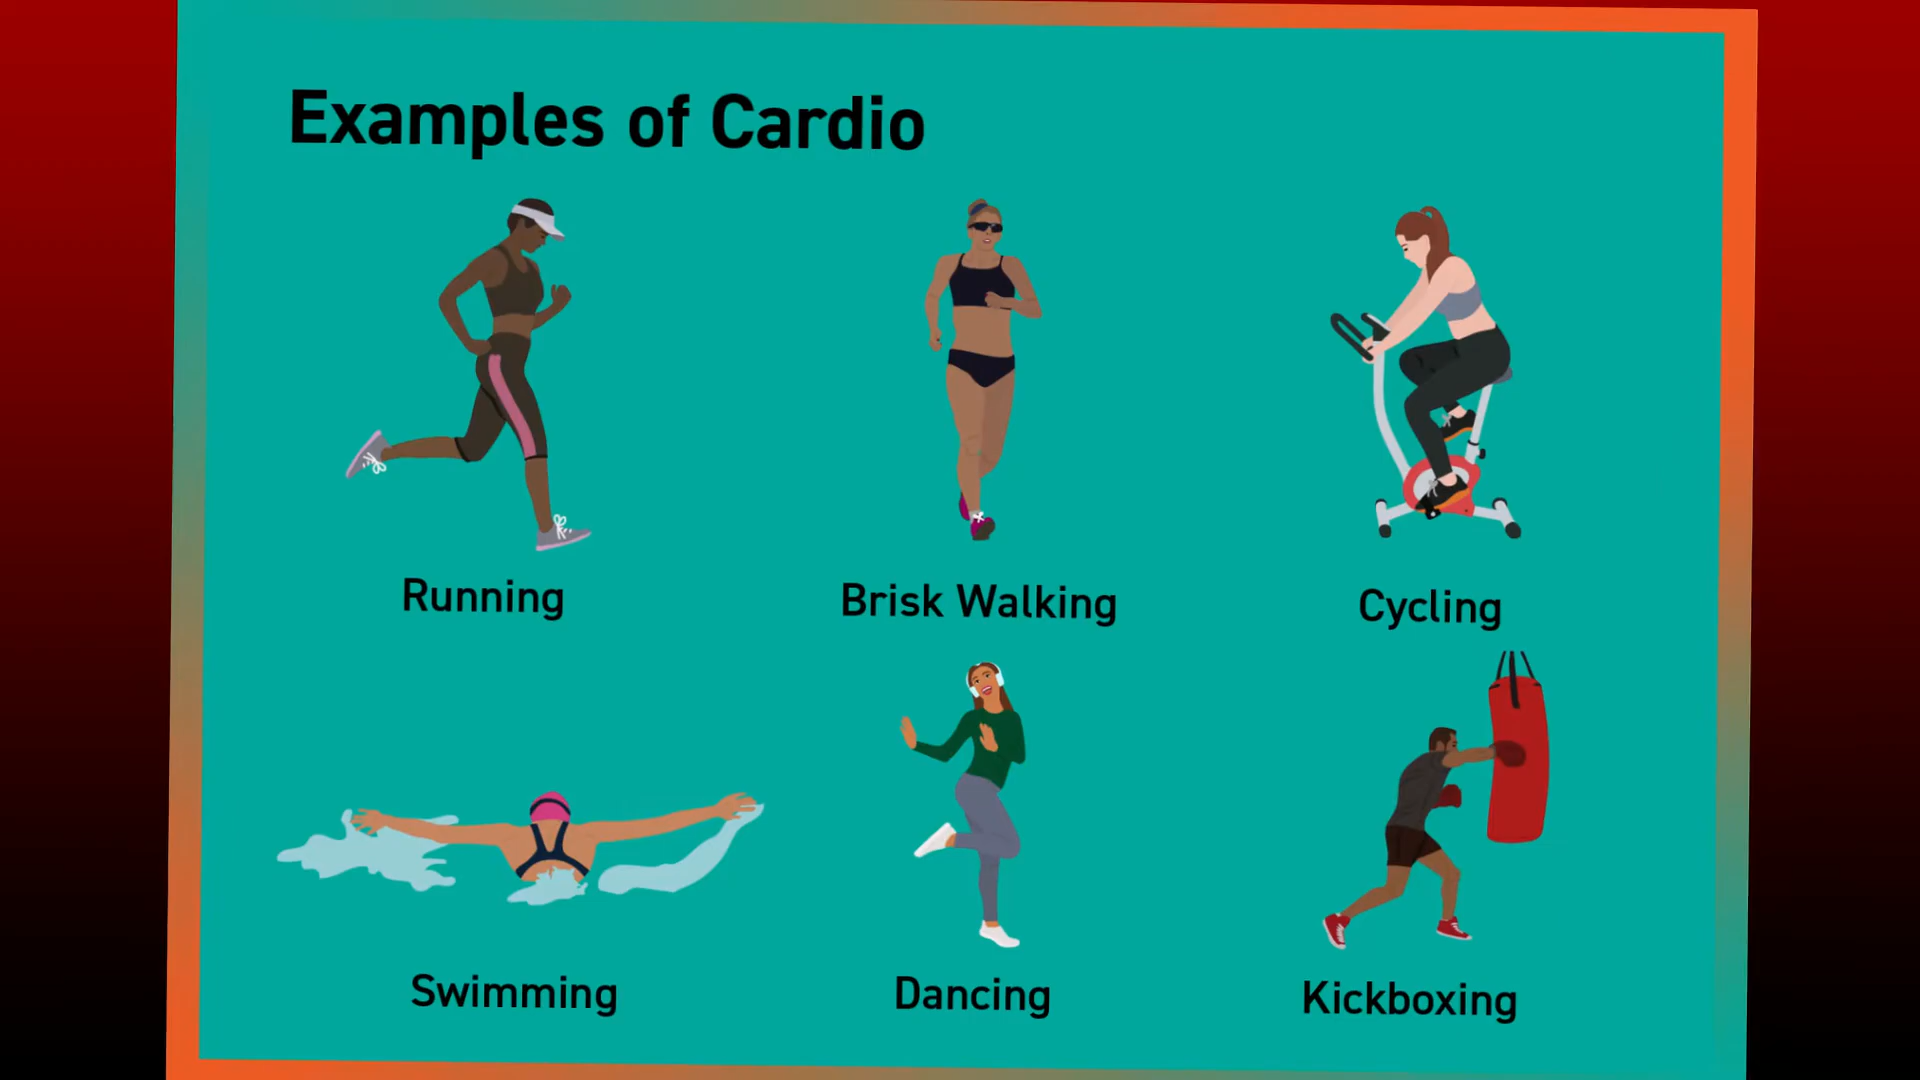 Examples of Cardio
Running
Brisk Walking
Cycling
Swimming
Dancing
Kickboxing